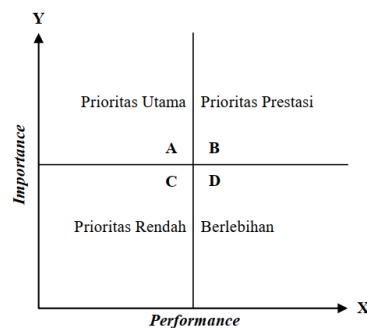 Y
Prioritas Utama
Prioritas Prestasi
A
B
Importance
C
D
Prioritas Rendah
Berlebihan
X
Performance